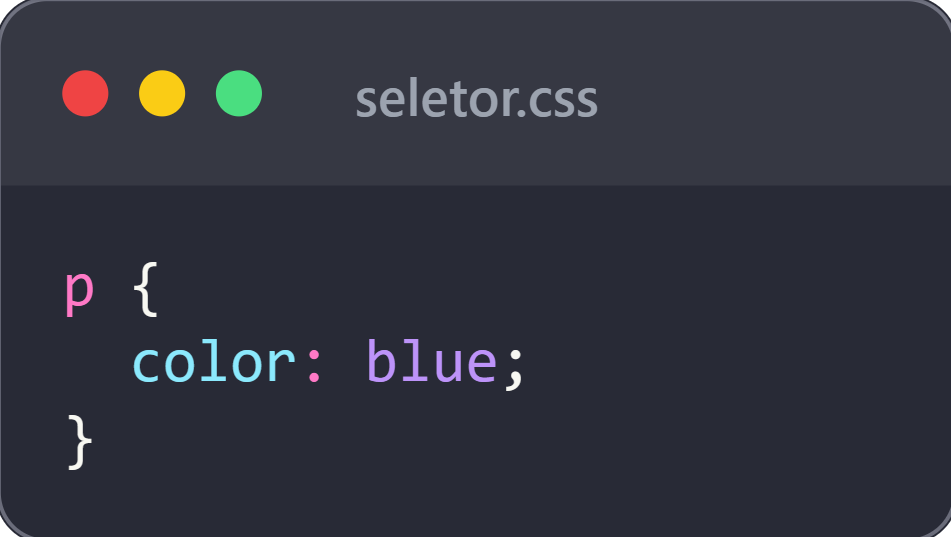 seletor.css
p {
  color: blue;
}